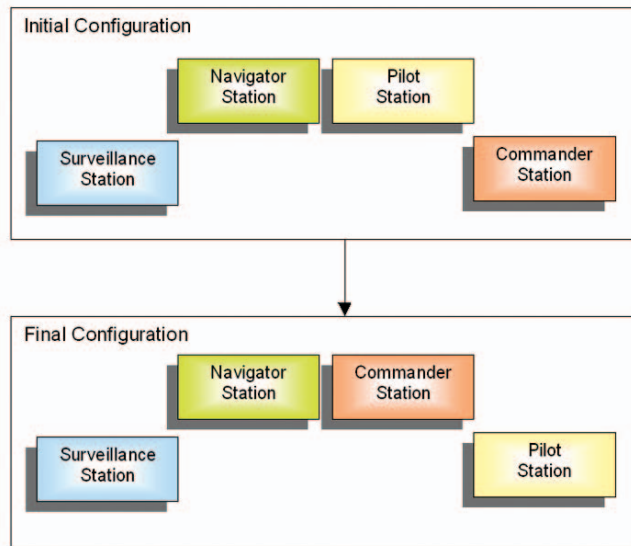 Initial Configuration
Navigator
Station
Pilot
Station
Surveillance
Station
Commander
Station
Final Configuration
Navigator
Station
Commander
Station
Surveillance
Station
Pilot
Station